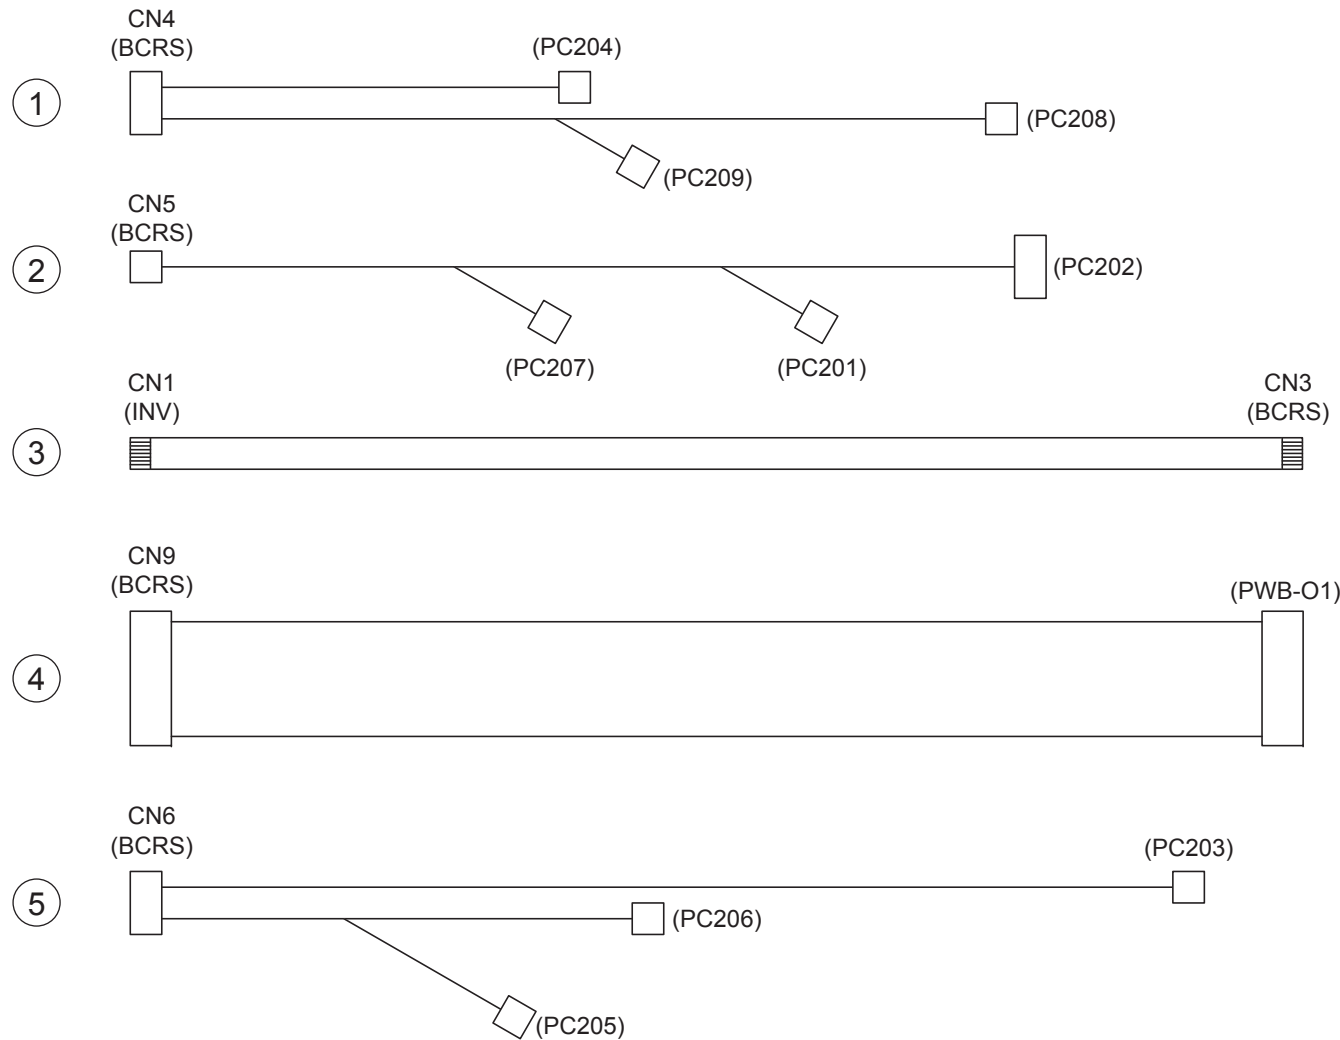 CN4
(BCRS)
(PC204)
1
(PC208)
(PC209)
CN5
(BCRS)
2
(PC202)
(PC207)
(PC201)
CN1
(INV)
CN3
(BCRS)
3
CN9
(BCRS)
(PWB-O1)
4
CN6
(BCRS)
(PC203)
5
(PC206)
(PC205)